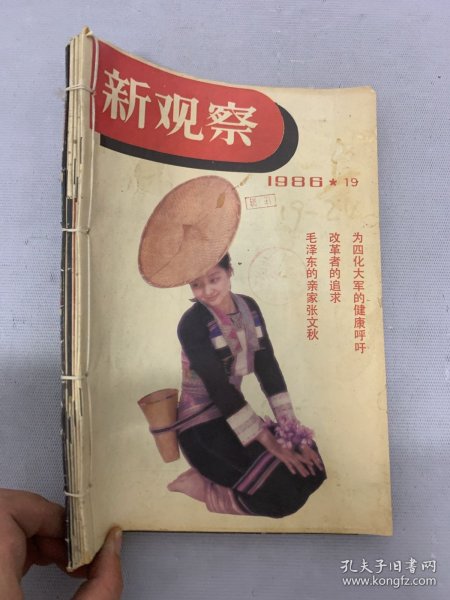 新观察
1986★19
为四化大军的健康呼吁
改革者的追求
毛泽东的亲家张文秋
孔夫子旧书网
www.kongfz.com